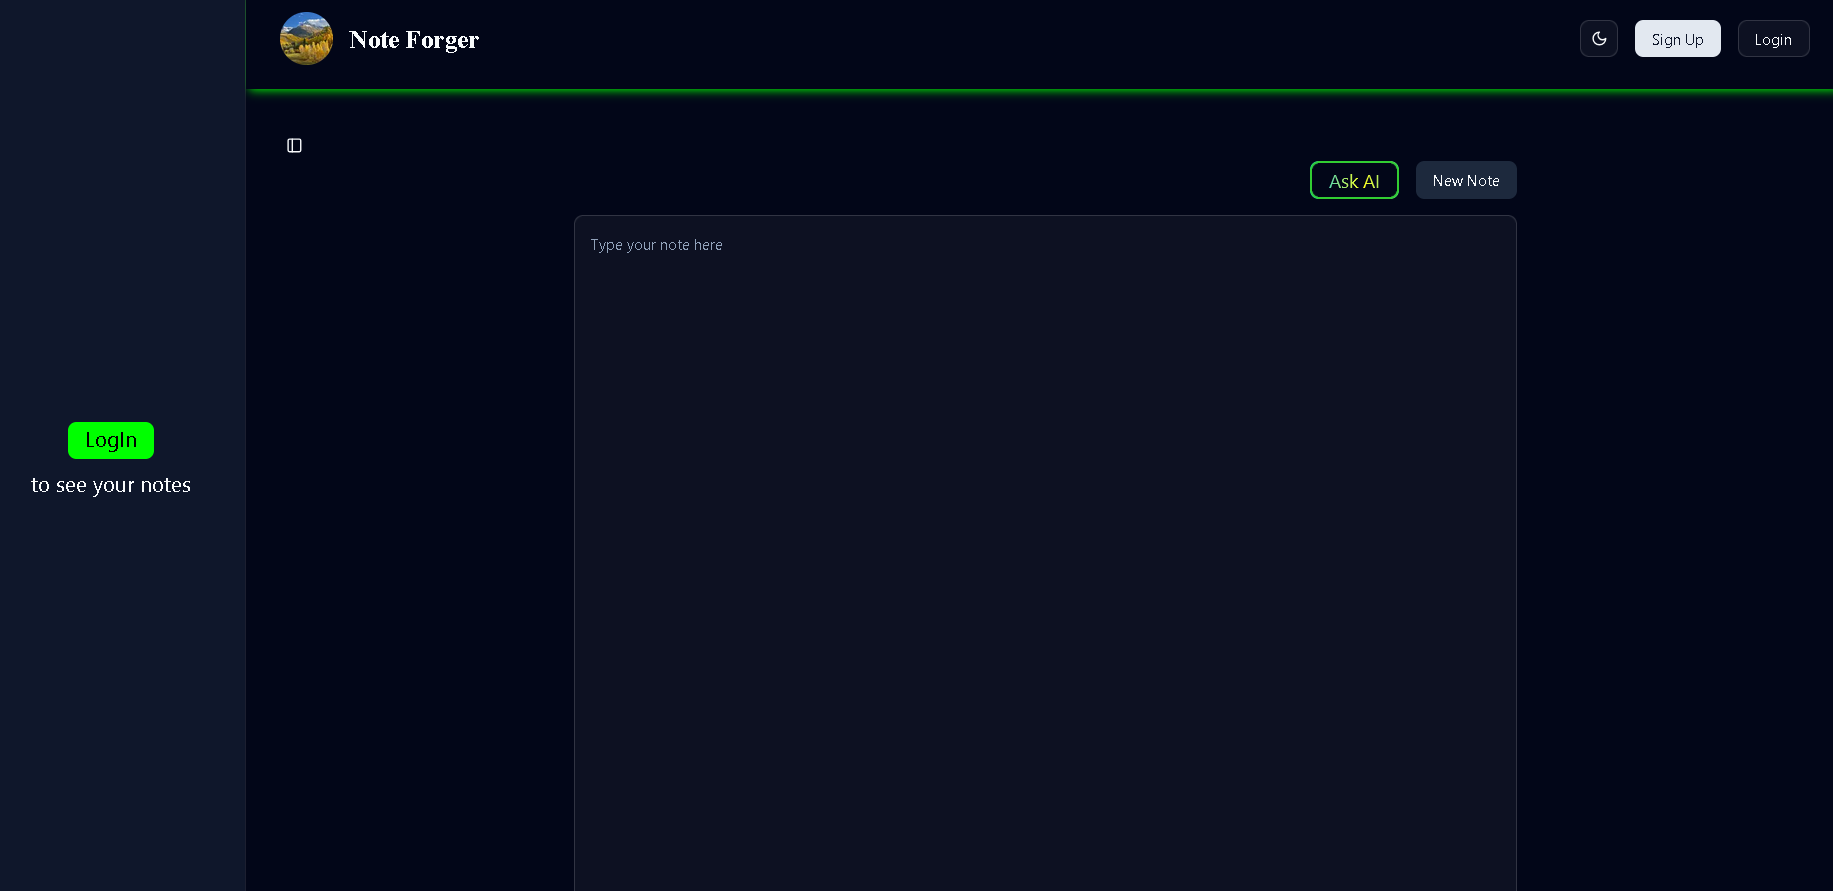 Note Forger
Sign Up
Login
Ask AI
New Note
Type your note here
LogIn
to see your notes